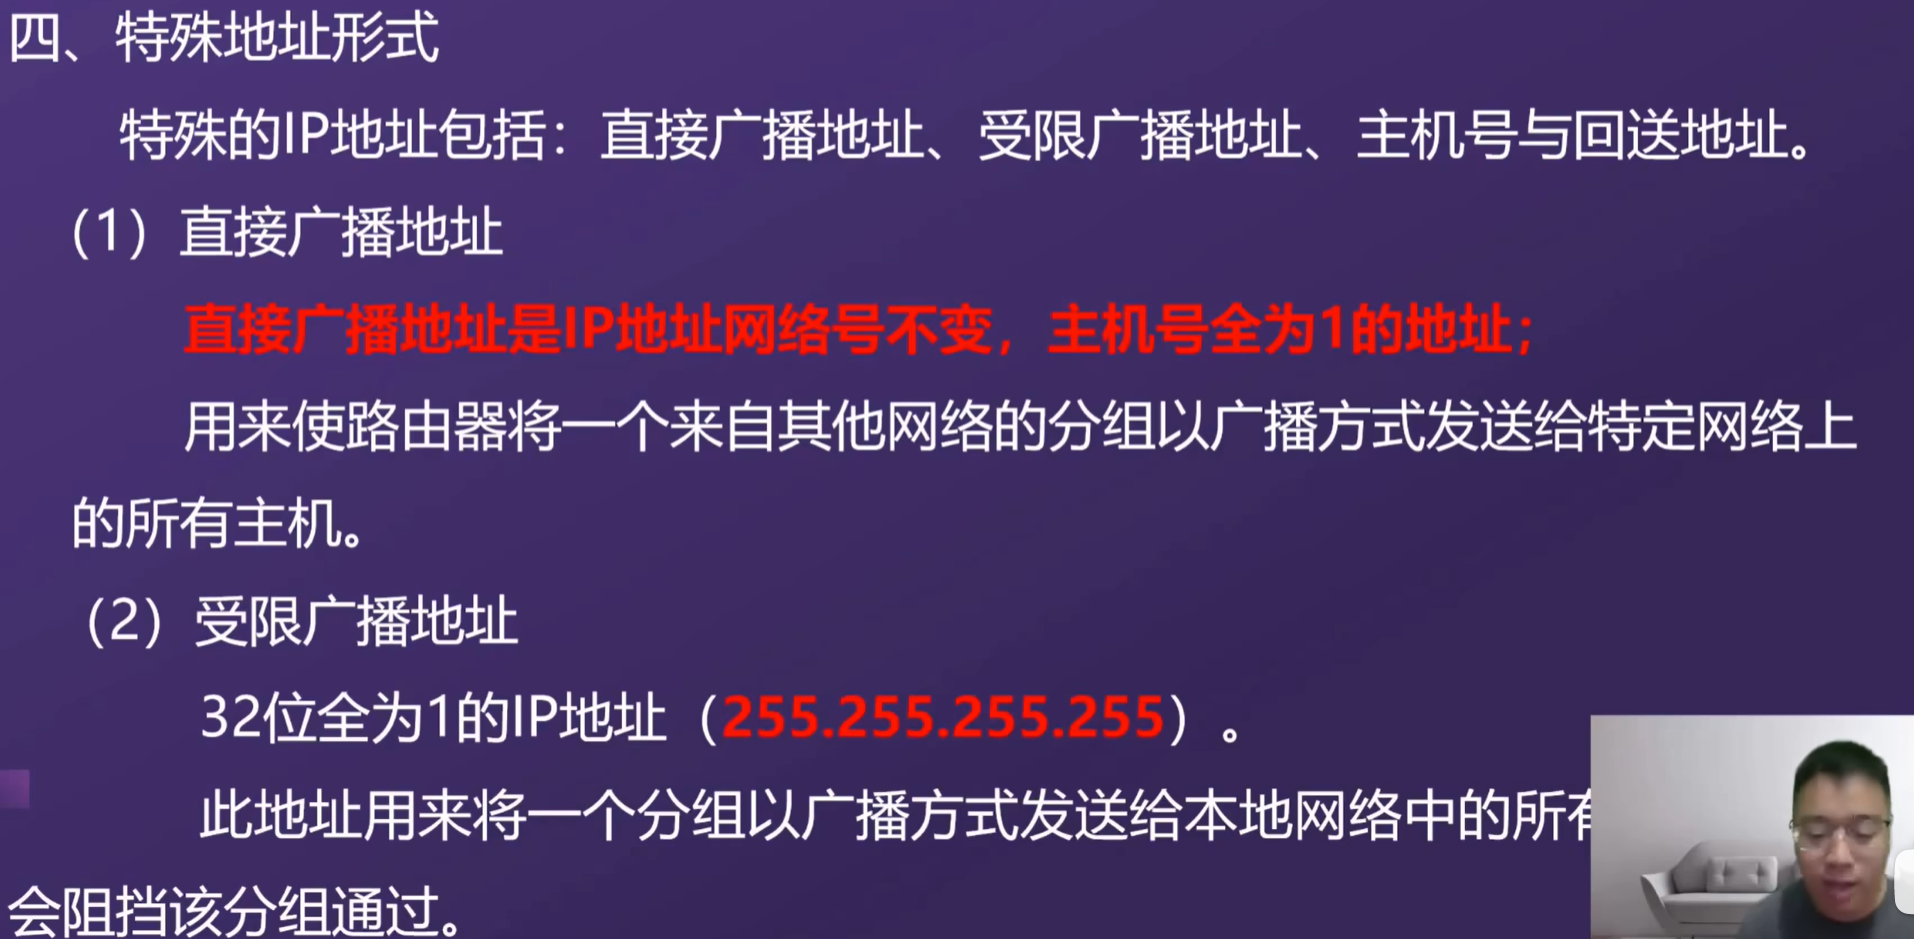 四、特殊地址形式
特殊的IP地址包括：直接广播地址、受限广播地址、主机号与回送地址。
（1）直接广播地址
直接广播地址是IP地址网络号不变，主机号全为1的地址；
用来使路由器将一个来自其他网络的分组以广播方式发送给特定网络上
的所有主机。
（2）受限广播地址
32位全为1的IP地址（255.255.255.255）。
此地址用来将一个分组以广播方式发送给本地网络中的所
会阻挡该分组通过。